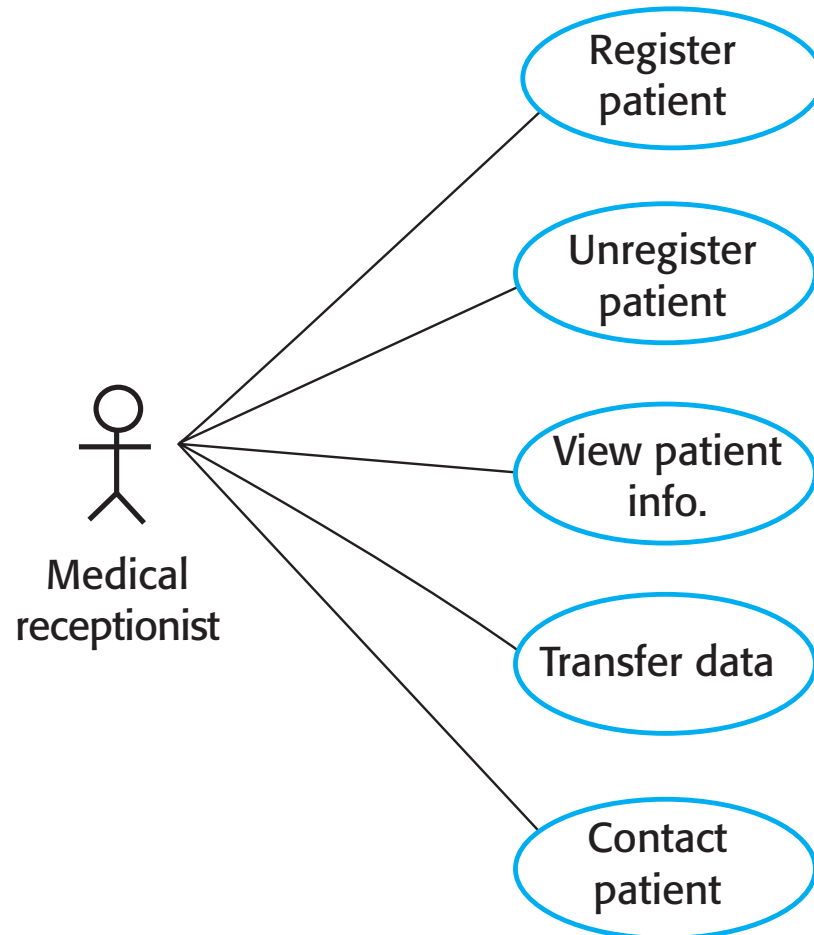 Register
patient
Unregister
patient
View patient
info.
Medical
receptionist
Transfer data
Contact
patient